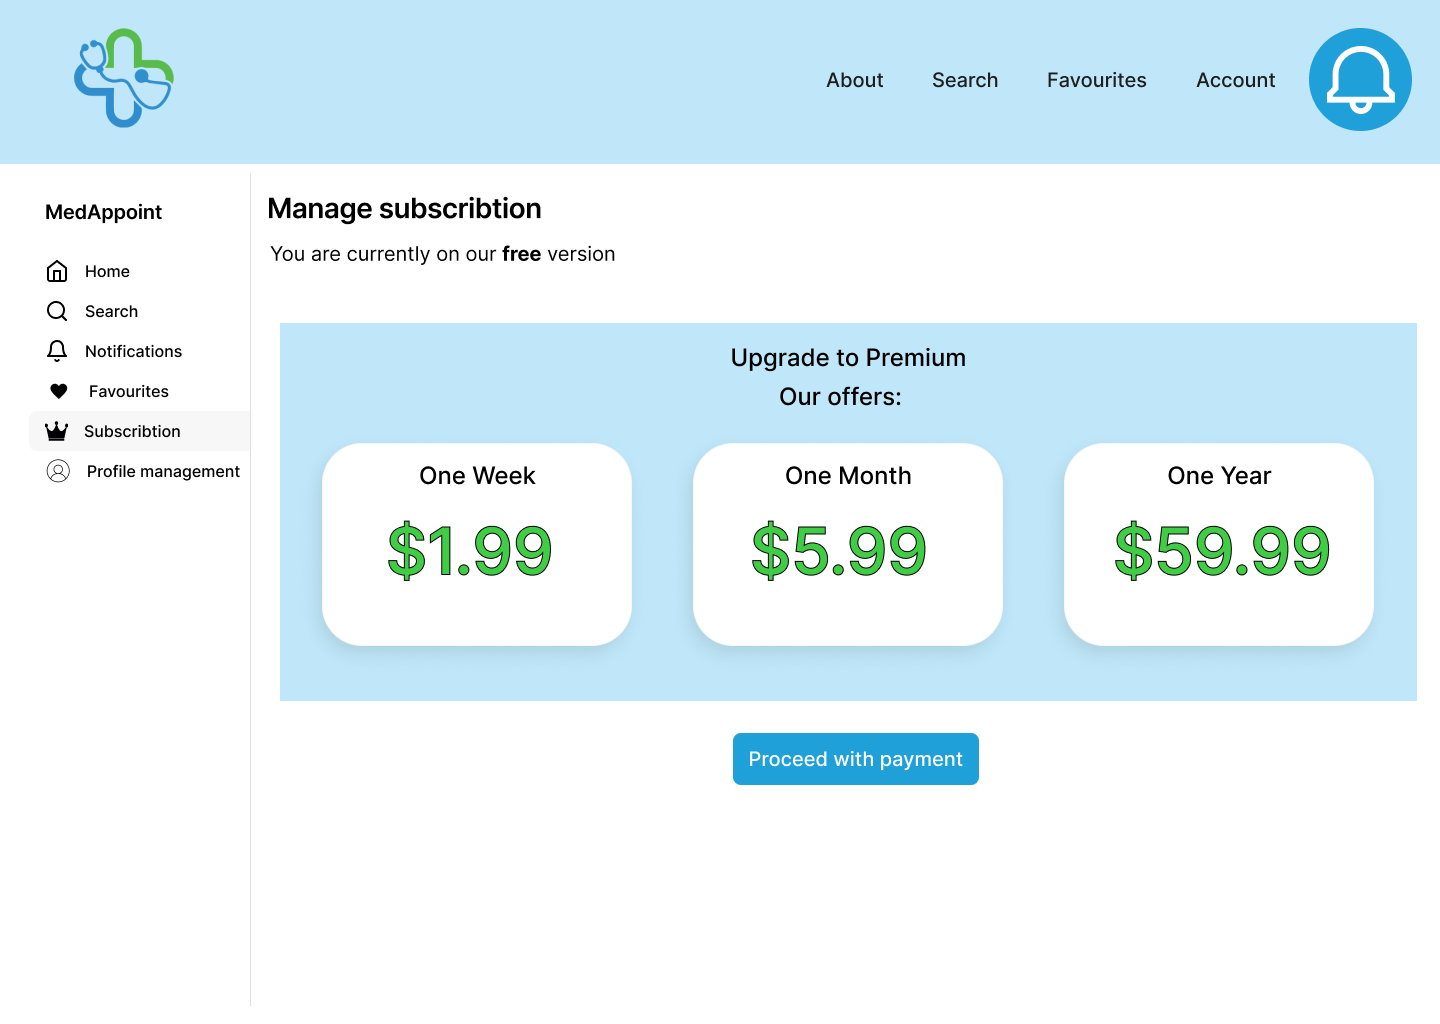 About
Search
Favourites
Account
MedAppoint
Home
Search
Notifications
Favourites
Subscribtion
Profile management
Manage subscribtion
You are currently on our free version
Upgrade to Premium
Our offers:
One Week
$1.99
One Month
$5.99
One Year
$59.99
Proceed with payment